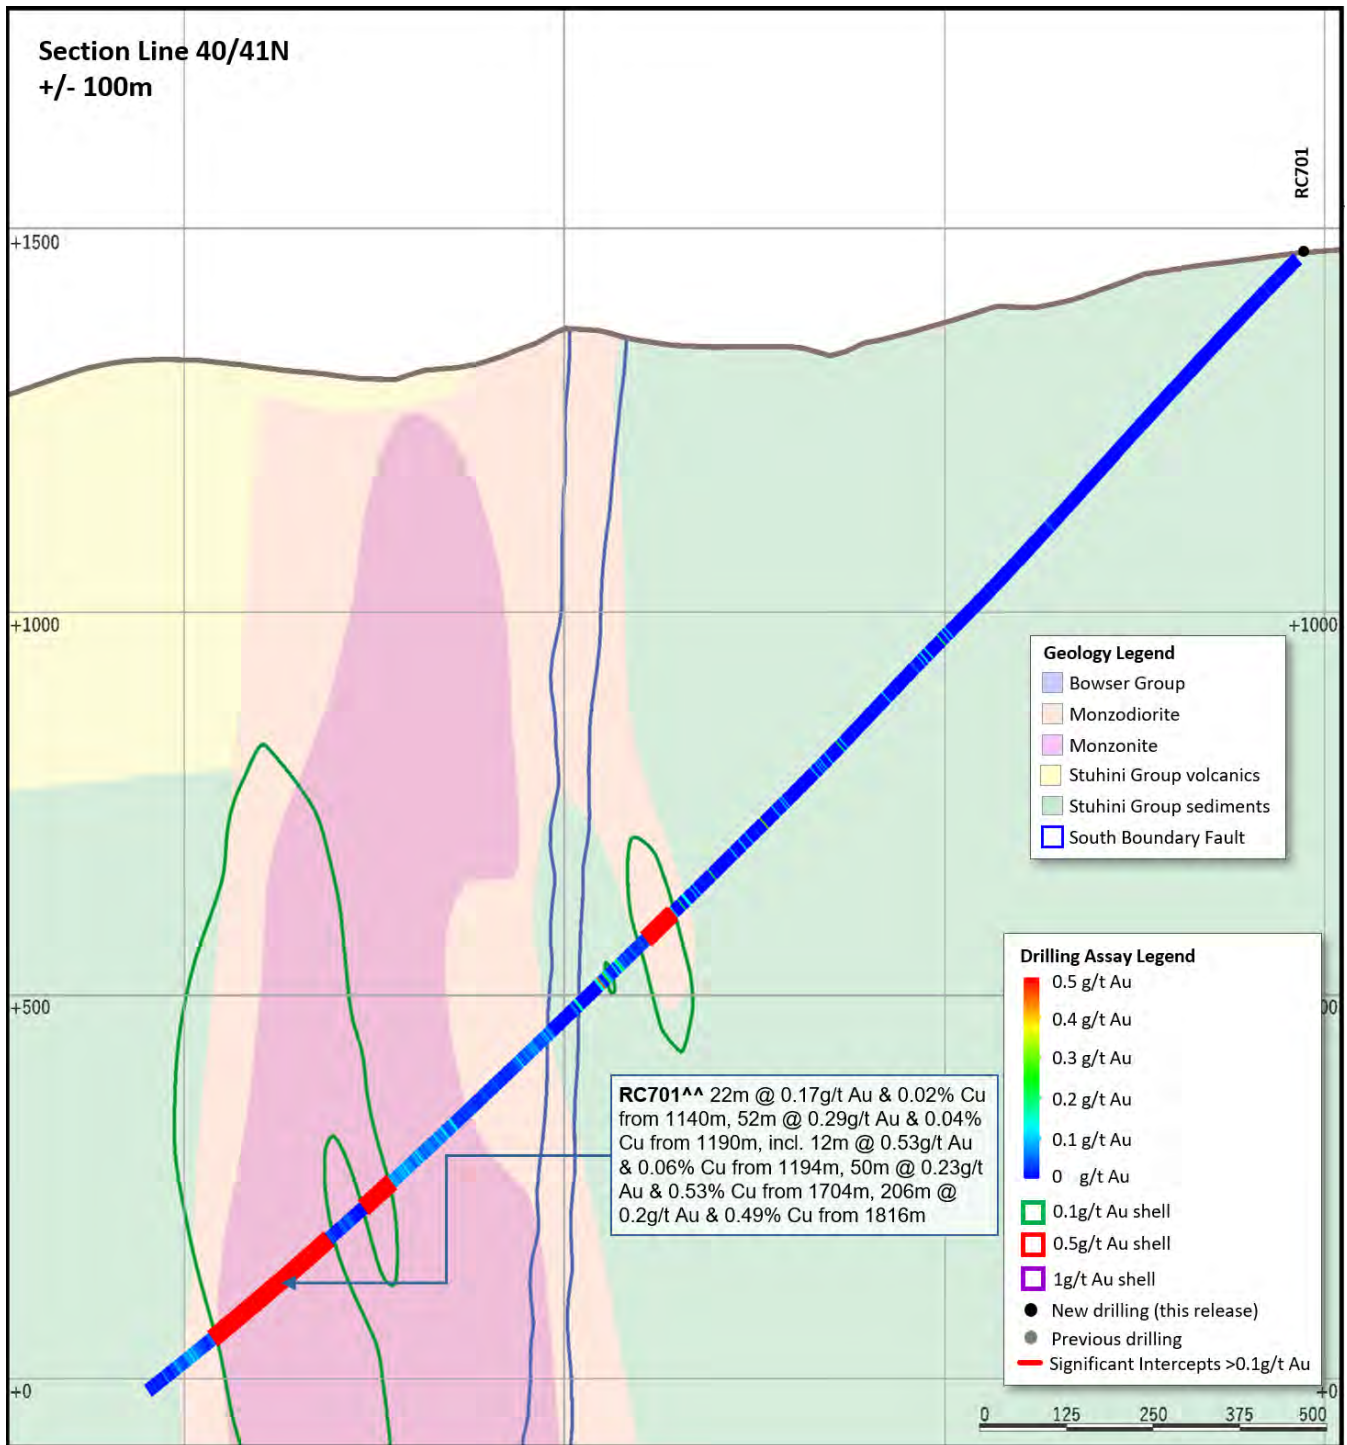 Section Line 40/41N
+/- 100m
RC701
+1500
+1000
+1000
Geology Legend
Bowser Group
Monzodiorite
Monzonite
Stuhini Group volcanics
Stuhini Group sediments
South Boundary Fault
+500
00
Drilling Assay Legend
0.5 g/t Au
0.4 g/t Au
0.3 g/t Au
0.2 g/t Au
0.1 g/t Au
0 g/t Au
0.1g/t Au shell
0.5g/t Au shell
1g/t Au shell
New drilling (this release)
Previous drilling
Significant Intercepts >0.1g/t Au
RC701^^ 22m @ 0.17g/t Au & 0.02% Cu
from 1140m, 52m @ 0.29g/t Au & 0.04%
Cu from 1190m, incl. 12m @ 0.53g/t Au
& 0.06% Cu from 1194m, 50m @ 0.23g/t
Au & 0.53% Cu from 1704m, 206m @
0.2g/t Au & 0.49% Cu from 1816m
+0
+0
0 125 250 375 500